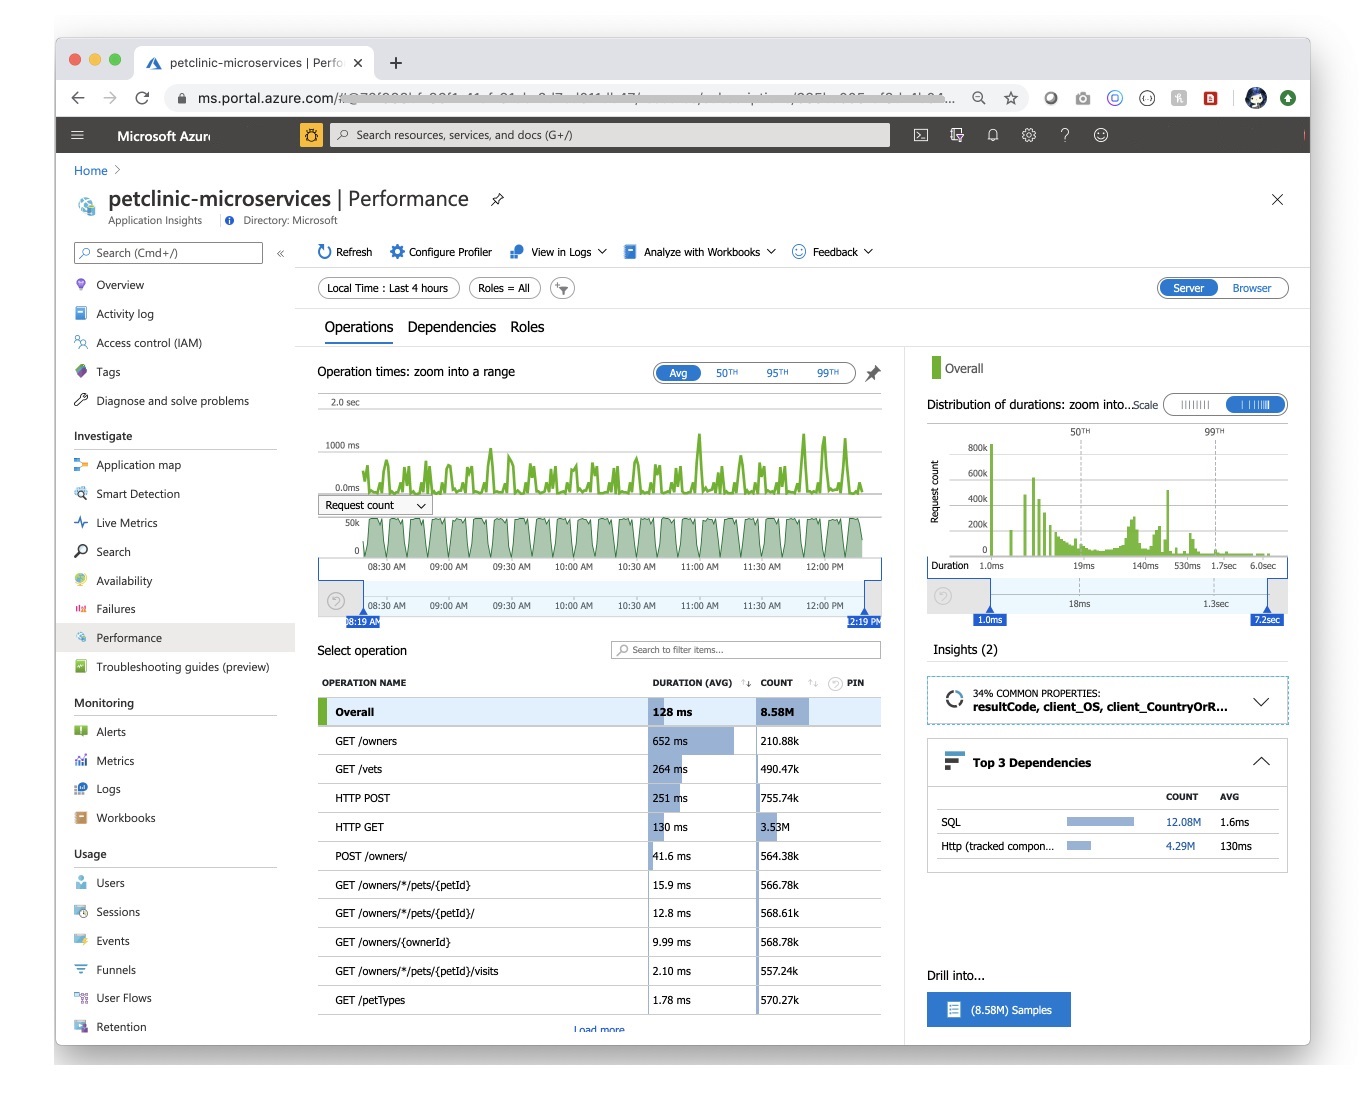 petclinic-microservices | Perfo
ms.portal.azure.com/
Microsoft Azur
Search resources, services, and docs (G+/)
Home
petclinic-microservices | Performance
Application Insights
Directory: Microsoft
Search (Cmd+/)
Overview
Activity log
Access control (IAM)
Tags
Diagnose and solve problems
Investigate
Application map
Smart Detection
Live Metrics
Search
Availability
Failures
Performance
Troubleshooting guides (preview)
Monitoring
Alerts
Metrics
Logs
Workbooks
Usage
Users
Sessions
Events
Funnels
User Flows
Retention
Refresh Configure Profiler View in Logs Analyze with Workbooks Feedback
Local Time : Last 4 hours Roles = All
Server Browser
Operations Dependencies Roles
Operation times: zoom into a range
Avg 50TH 95TH 99TH
2.0 sec
1000 ms
0.0ms
Request count
50k
0
08:30 AM 09:00 AM 09:30 AM 10:00 AM 10:30 AM 11:00 AM 11:30 AM 12:00 PM
08:30 AM 09:00 AM 09:30 AM 10:00 AM 10:30 AM 11:00 AM 11:30 AM 12:00 PM
08:19 AM 12:19 PM
Select operation
Search to filter items...
OPERATION NAME DURATION (AVG) COUNT PIN
Overall 128 ms 8.58M
GET /owners 652 ms 210.88k
GET /vets 264 ms 490.47k
HTTP POST 251 ms 755.74k
HTTP GET 130 ms 3.53M
POST /owners/ 41.6 ms 564.38k
GET /owners/*/pets/{petId} 15.9 ms 566.78k
GET /owners/*/pets/{petId}/ 12.8 ms 568.61k
GET /owners/{ownerId} 9.99 ms 568.78k
GET /owners/*/pets/{petId}/visits 2.10 ms 557.24k
GET /petTypes 1.78 ms 570.27k
Load more
Overall
Distribution of durations: zoom into... Scale
50TH 99TH
Request count
800k
600k
400k
200k
0
Duration 1.0ms 19ms 140ms 530ms 1.7sec 6.0sec
18ms 1.3sec
1.0ms 7.2sec
Insights (2)
34% COMMON PROPERTIES:
resultCode, client_OS, client_CountryOrR...
Top 3 Dependencies
COUNT AVG
SQL 12.08M 1.6ms
Http (tracked compon... 4.29M 130ms
Drill into...
(8.58M) Samples